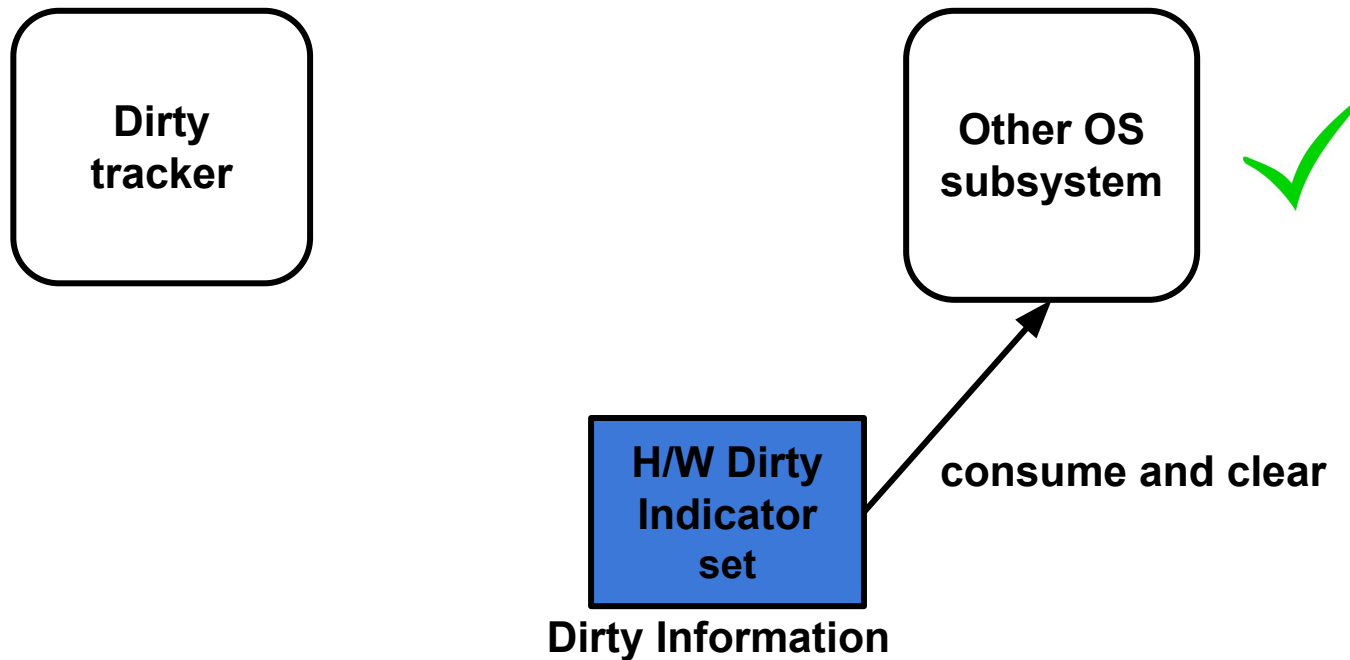 Dirty
tracker
Other OS
subsystem
H/W Dirty
Indicator
set
consume and clear
Dirty Information